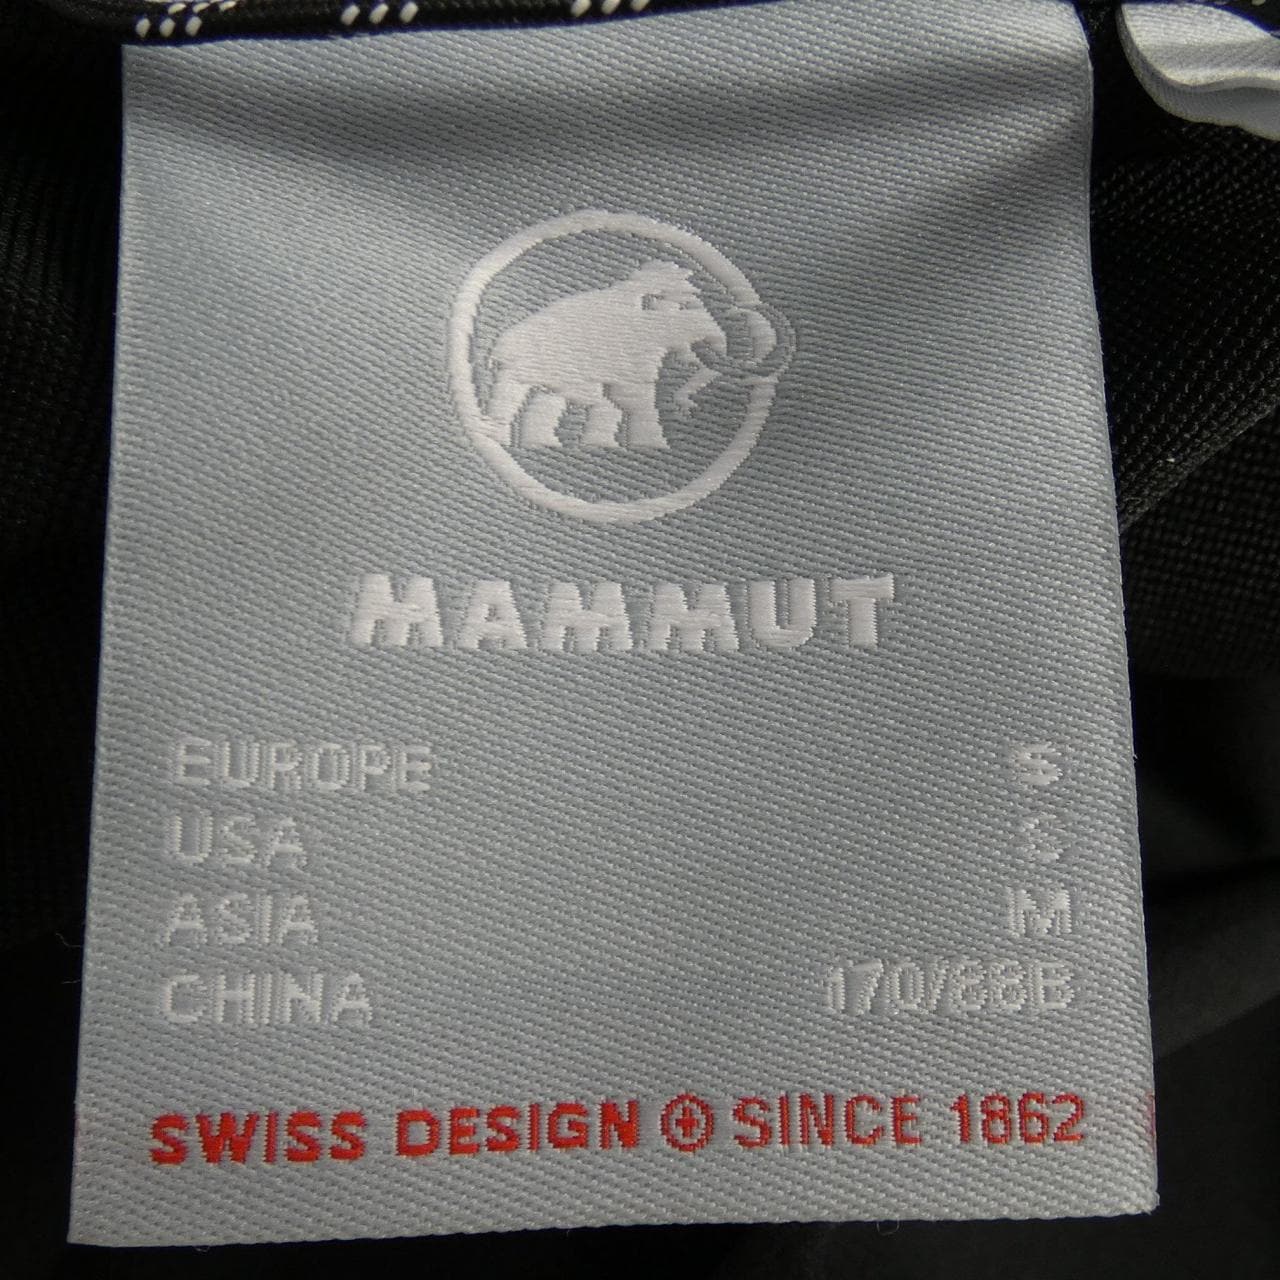 MAMMUT
EUROPE S
USA S
ASIA M
CHINA 170/88B
SWISS DESIGN SINCE 1862